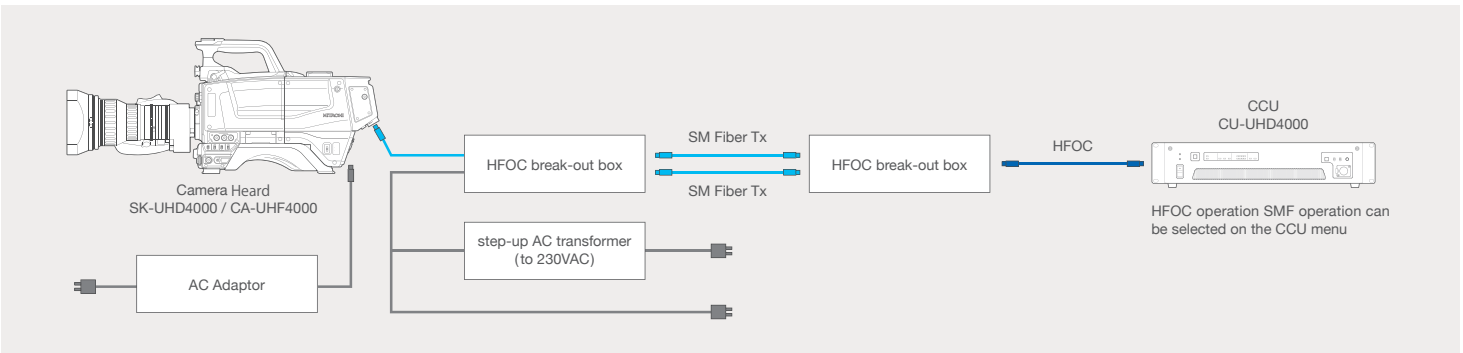 HITACHI
Camera Heard
SK-UHD4000 / CA-UHF4000
AC Adaptor
HFOC break-out box
step-up AC transformer
(to 230VAC)
SM Fiber Tx
SM Fiber Tx
HFOC break-out box
HFOC
CCU
CU-UHD4000
HFOC operation SMF operation can
be selected on the CCU menu